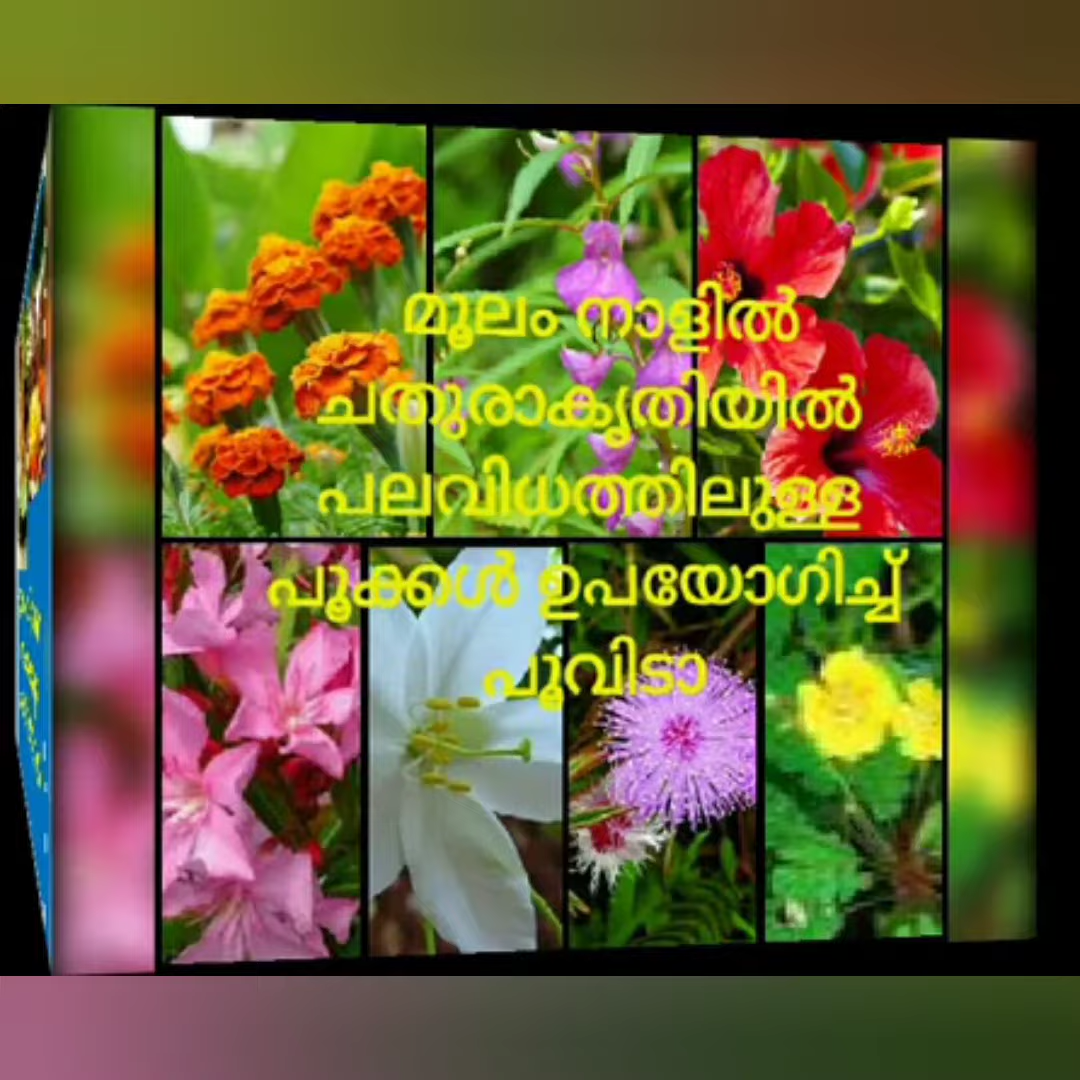 മൂലം നാളിൽ
ചതുരാകൃതിയിൽ
പലവിധത്തിലുള്ള
പൂക്കൾ ഉപയോഗിച്ച്
പൂവിടാ